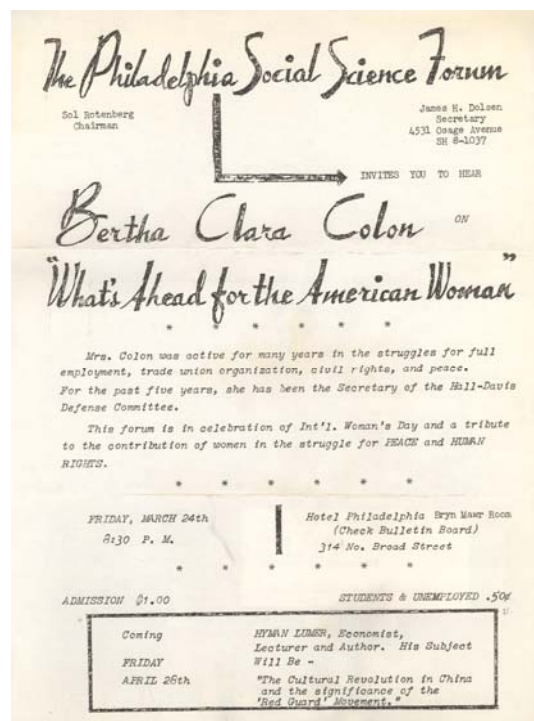 The Philadelphia Social Science Forum
Sol Rotenberg
Chairman
James H. Dolsen
Secretary
4531 Osage Avenue
SH 8-1037
INVITES YOU TO HEAR
Bertha Clara Colon ON
"What's Ahead for the American Woman"
* * * * * *
Mrs. Colon was active for many years in the struggles for full
employment, trade union organization, civil rights, and peace.
For the past five years, she has been the Secretary of the Hall-Davis
Defense Committee.
This forum is in celebration of Int'l. Woman's Day and a tribute
to the contribution of women in the struggle for PEACE and HUMAN
RIGHTS.
* * * * * *
FRIDAY, MARCH 24th
8:30 P. M.
Hotel Philadelphia Bryn Mawr Room
(Check Bulletin Board)
314 No. Broad Street
* * * * * *
ADMISSION $1.00 STUDENTS & UNEMPLOYED .50¢
Coming
FRIDAY
APRIL 28th
HYMAN LUMER, Economist,
Lecturer and Author. His Subject
Will Be -
"The Cultural Revolution in China
and the significance of the
'Red Guard' Movement."